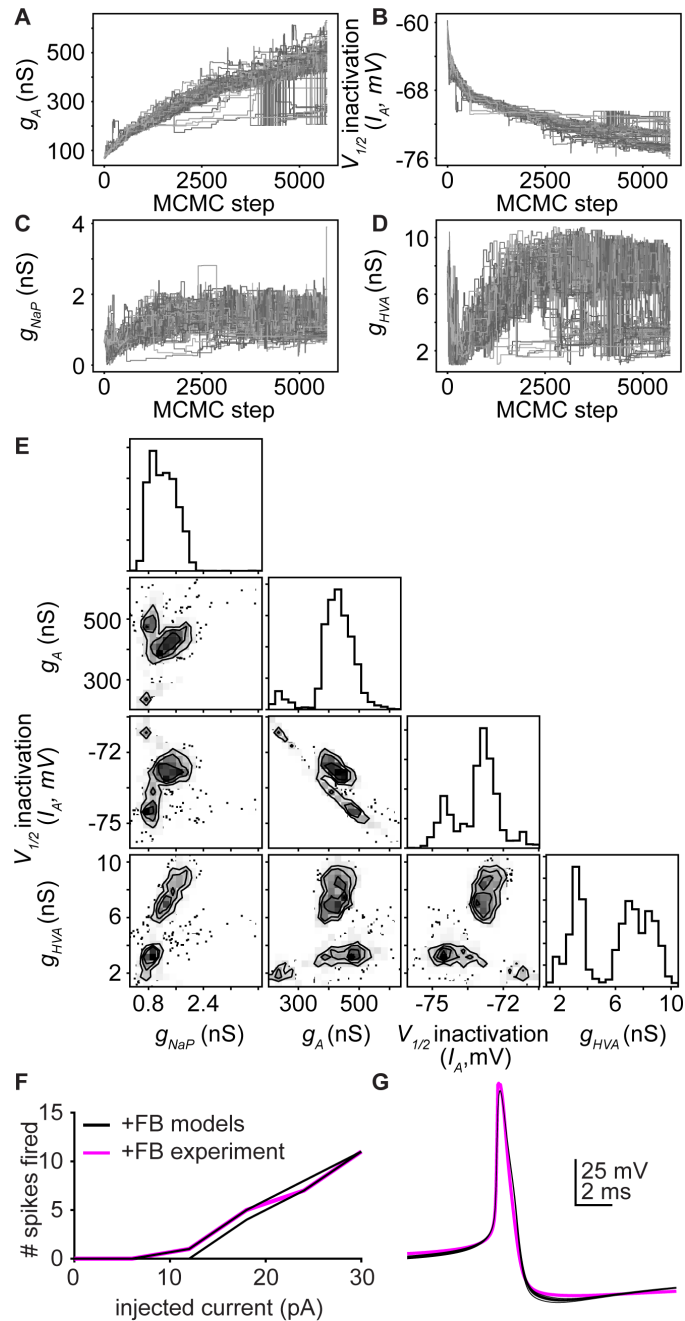 A
500
300
100
g_A (nS)
0
2500
5000
MCMC step
B
-60
-68
-76
V_1/2 inactivation
(I_A, mV)
0
2500
5000
MCMC step
C
4
2
0
g_NaP (nS)
0
2500
5000
MCMC step
D
10
6
2
g_HVA (nS)
0
2500
5000
MCMC step
E
g_A (nS)
500
300
V_1/2 inactivation
(I_A, mV)
-72
-75
g_HVA (nS)
10
6
2
0.8
2.4
g_NaP (nS)
300
500
g_A (nS)
-75
-72
V_1/2 inactivation
(I_A,mV)
2
6
10
g_HVA (nS)
F
15
10
5
0
# spikes fired
+FB models
+FB experiment
0
10
20
30
injected current (pA)
G
25 mV
2 ms